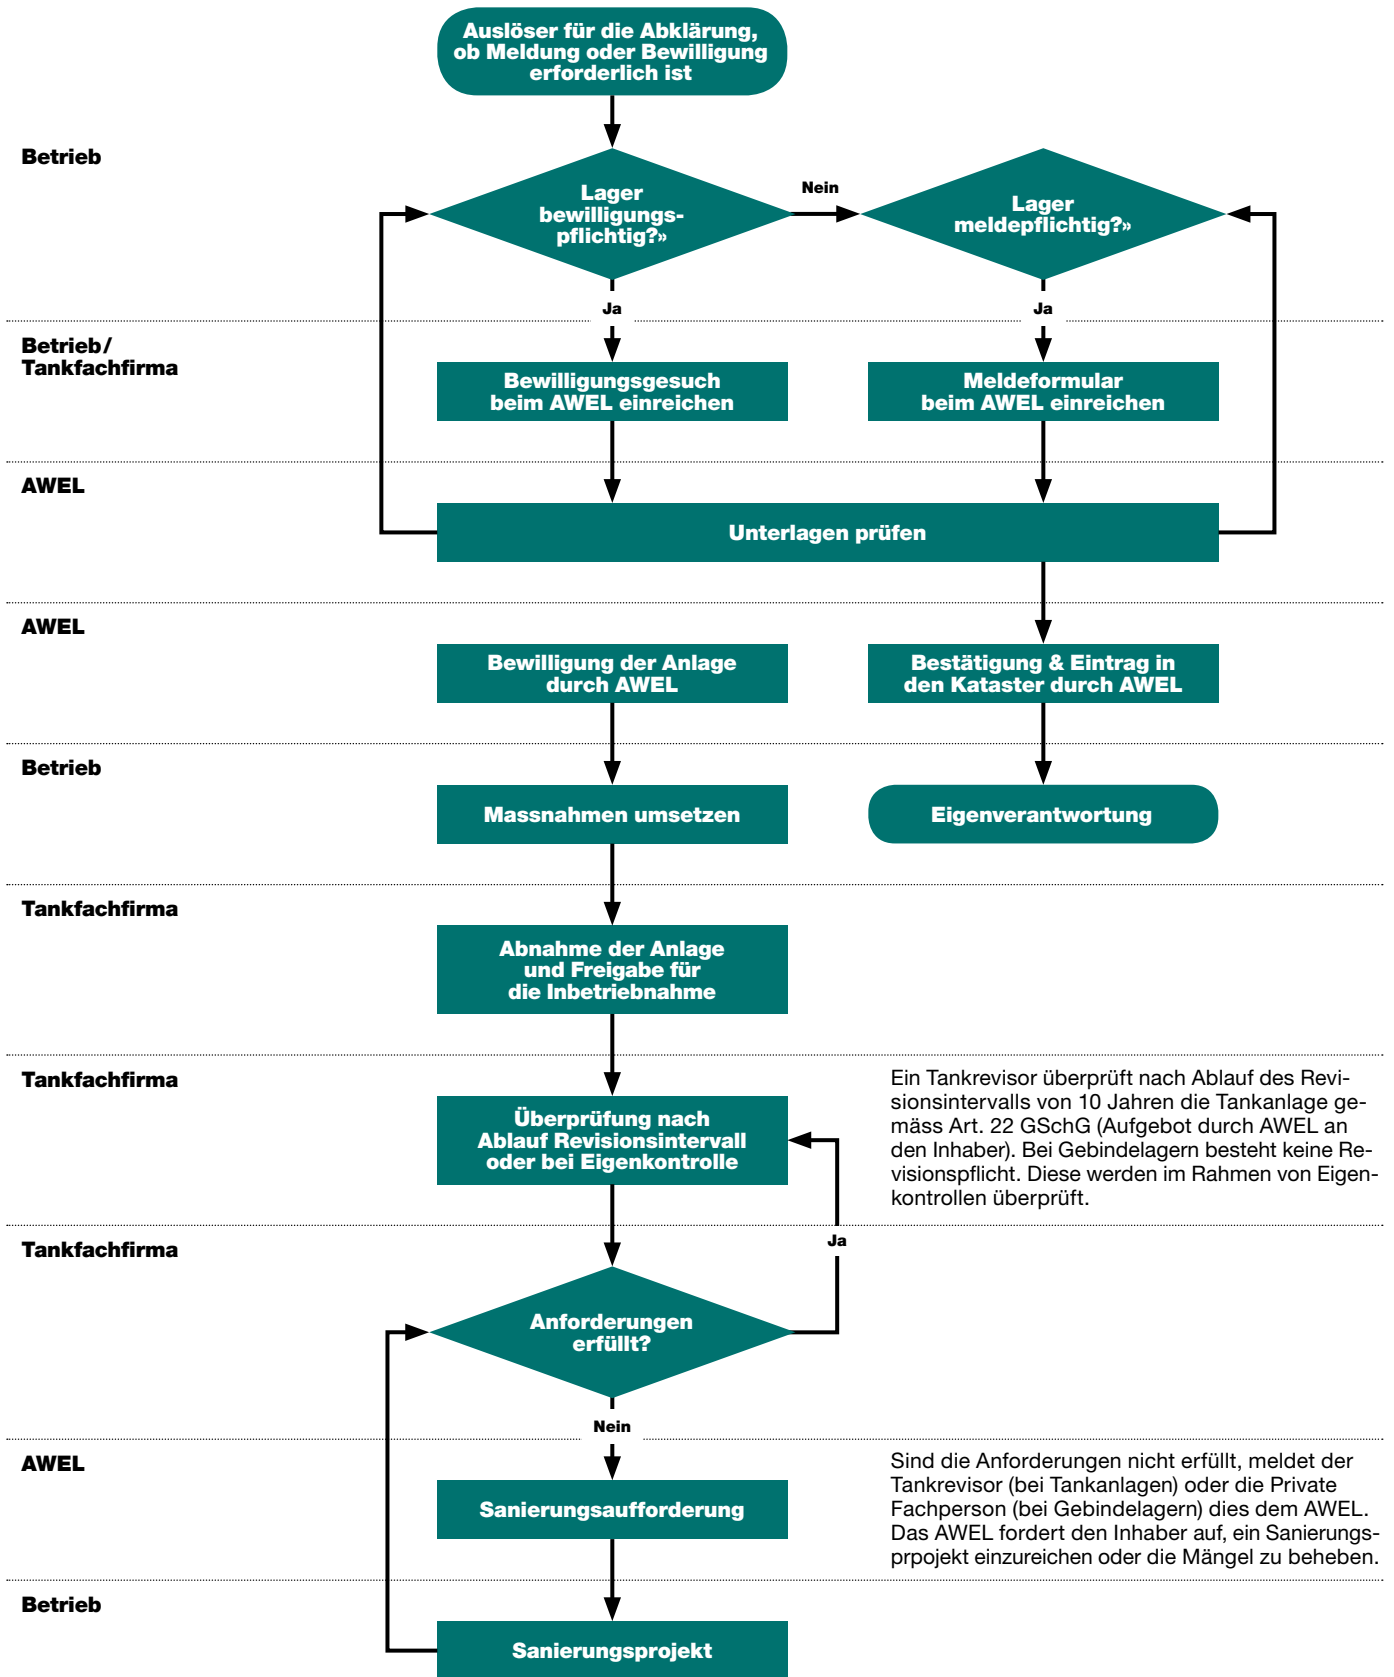 Auslöser für die Abklärung,
ob Meldung oder Bewilligung
erforderlich ist
Betrieb
Lager
bewilligungs-
pflichtig?»
Nein
Lager
meldepflichtig?»
Ja
Ja
Betrieb/
Tankfachfirma
Bewilligungsgesuch
beim AWEL einreichen
Meldeformular
beim AWEL einreichen
AWEL
Unterlagen prüfen
AWEL
Bewilligung der Anlage
durch AWEL
Bestätigung & Eintrag in
den Kataster durch AWEL
Betrieb
Massnahmen umsetzen
Eigenverantwortung
Tankfachfirma
Abnahme der Anlage
und Freigabe für
die Inbetriebnahme
Tankfachfirma
Überprüfung nach
Ablauf Revisionsintervall
oder bei Eigenkontrolle
Ein Tankrevisor überprüft nach Ablauf des Revi-
sionsintervalls von 10 Jahren die Tankanlage ge-
mäss Art. 22 GSchG (Aufgebot durch AWEL an
den Inhaber). Bei Gebindelagern besteht keine Re-
visionspflicht. Diese werden im Rahmen von Eigen-
kontrollen überprüft.
Tankfachfirma
Ja
Anforderungen
erfüllt?
Nein
AWEL
Sanierungsaufforderung
Sind die Anforderungen nicht erfüllt, meldet der
Tankrevisor (bei Tankanlagen) oder die Private
Fachperson (bei Gebindelagern) dies dem AWEL.
Das AWEL fordert den Inhaber auf, ein Sanierungs-
prpojekt einzureichen oder die Mängel zu beheben.
Betrieb
Sanierungsprojekt